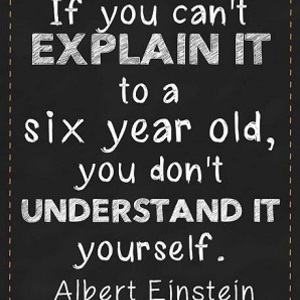 If you can't
EXPLAIN IT
to a
six year old,
you don't
UNDERSTAND IT
yourself.
Albert Einstein